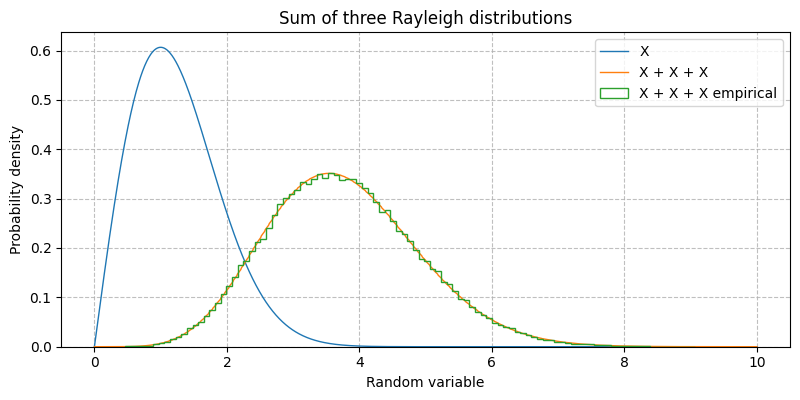 Sum of three Rayleigh distributions
Probability density
0.6
0.5
0.4
0.3
0.2
0.1
0.0
X
X + X + X
X + X + X empirical
0
2
4
6
8
10
Random variable